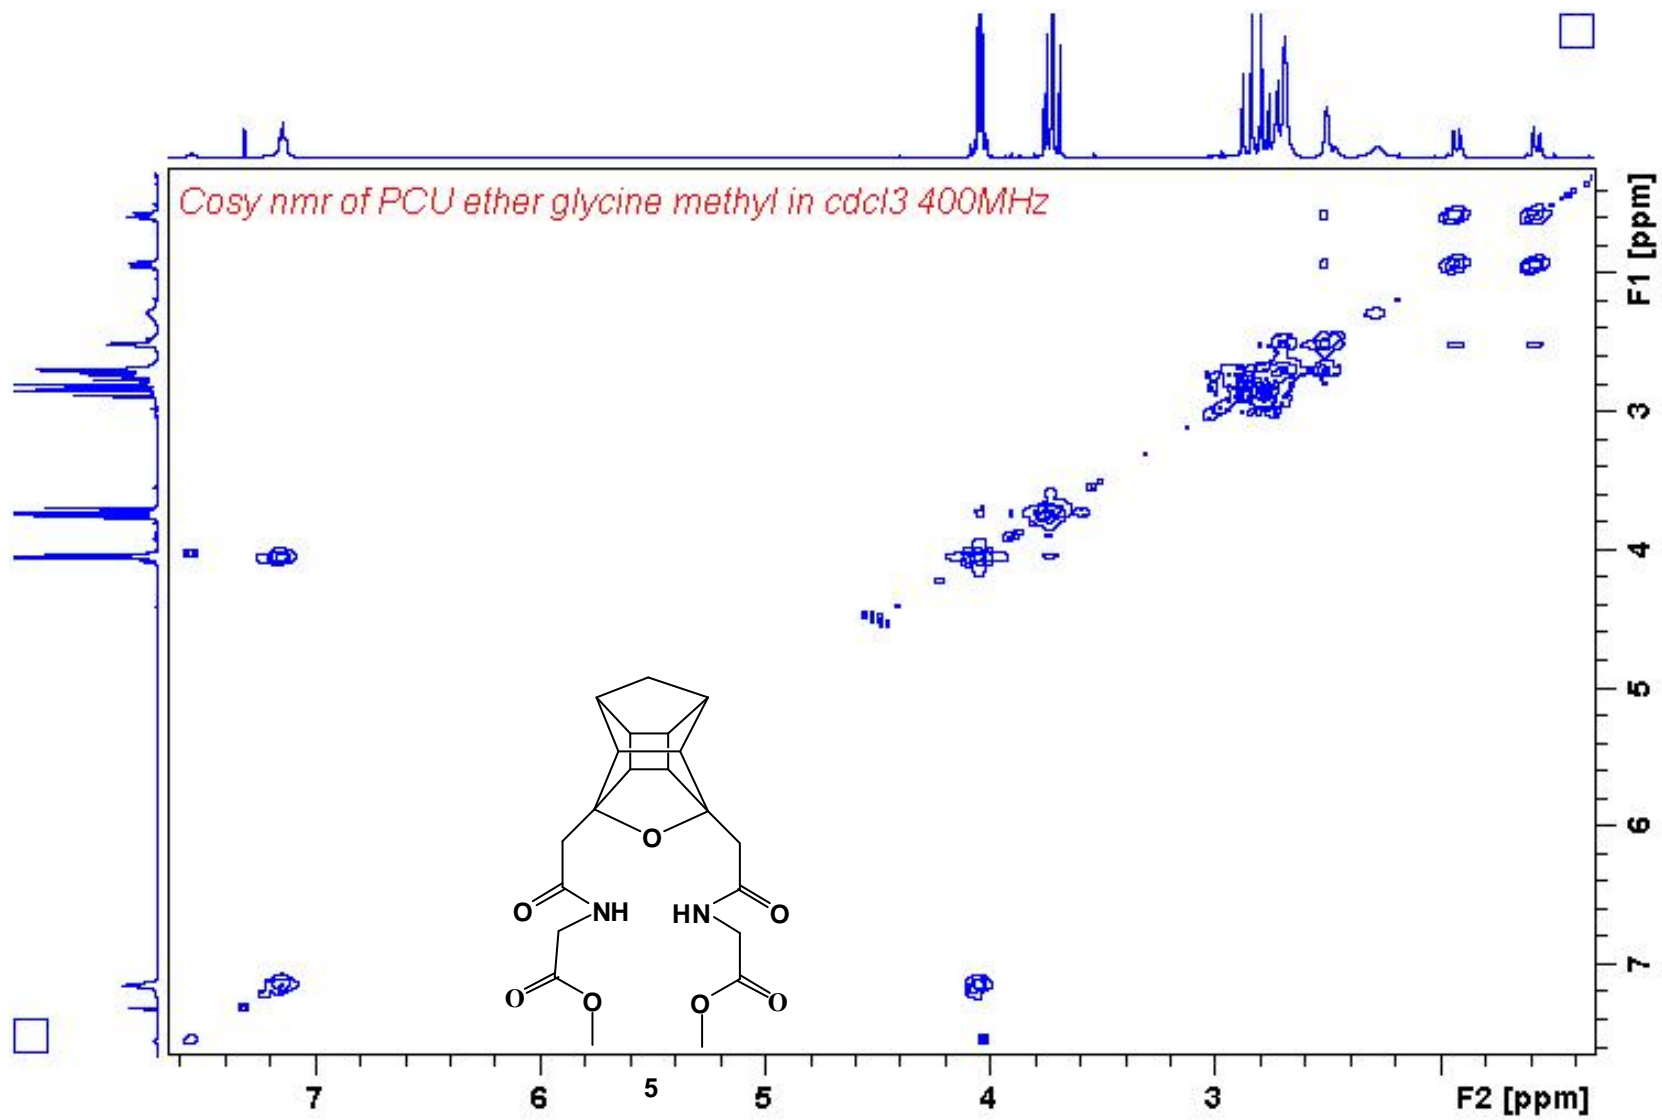 Cosy nmr of PCU ether glycine methyl in cdcl3 400MHz
F1 [ppm]
3
4
5
6
7
O
O
NH
HN
O
O
O
O
O
5
7
6
5
4
3
F2 [ppm]